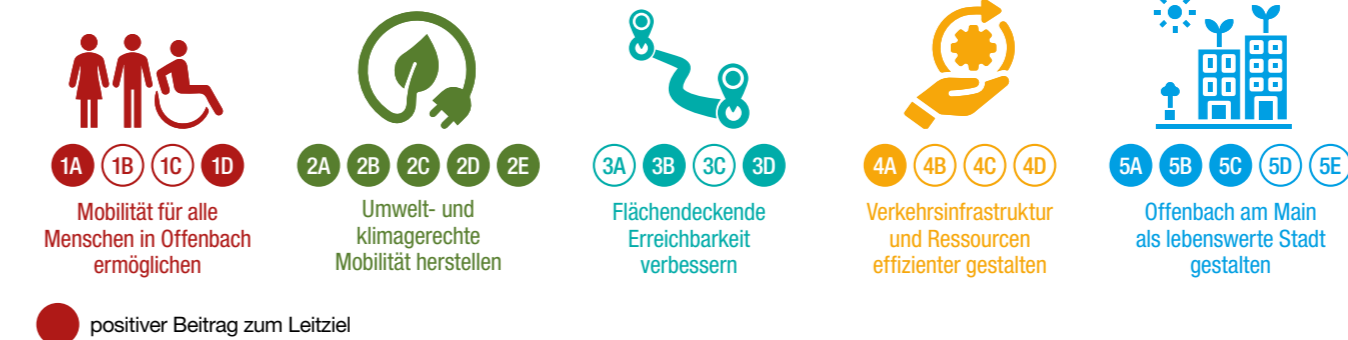 1A 1B 1C 1D
Mobilität für alle
Menschen in Offenbach
ermöglichen
2A 2B 2C 2D 2E
Umwelt- und
klimagerechte
Mobilität herstellen
3A 3B 3C 3D
Flächendeckende
Erreichbarkeit
verbessern
4A 4B 4C 4D
Verkehrsinfrastruktur
und Ressourcen
effizienter gestalten
5A 5B 5C 5D 5E
Offenbach am Main
als lebenswerte Stadt
gestalten
positiver Beitrag zum Leitziel